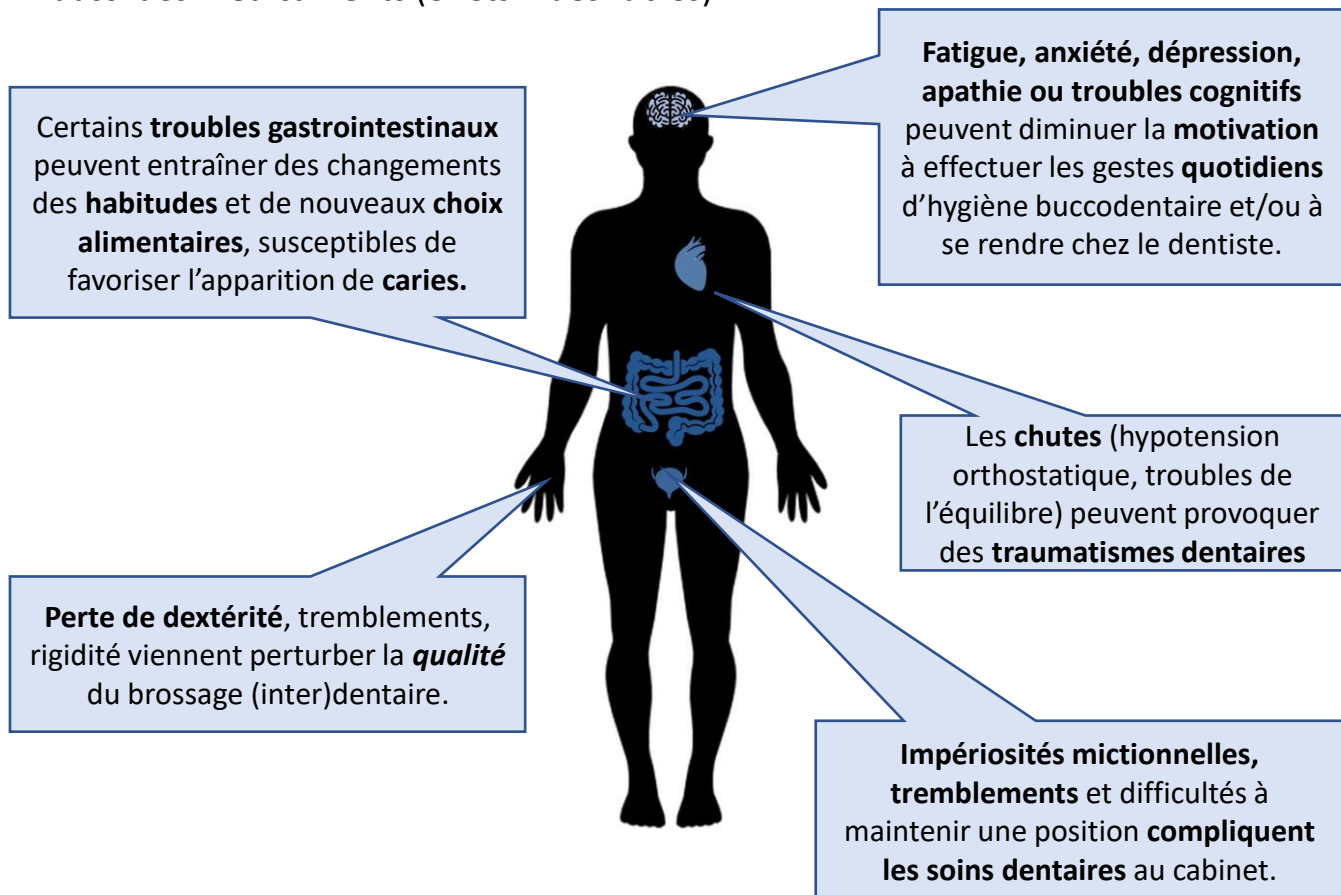 Certains troubles gastrointestinaux
peuvent entraîner des changements
des habitudes et de nouveaux choix
alimentaires, susceptibles de
favoriser l’apparition de caries.
Fatigue, anxiété, dépression,
apathie ou troubles cognitifs
peuvent diminuer la motivation
à effectuer les gestes quotidiens
d’hygiène buccodentaire et/ou à
se rendre chez le dentiste.
Les chutes (hypotension
orthostatique, troubles de
l’équilibre) peuvent provoquer
des traumatismes dentaires
Perte de dextérité, tremblements,
rigidité viennent perturber la qualité
du brossage (inter)dentaire.
Impériosités mictionnelles,
tremblements et difficultés à
maintenir une position compliquent
les soins dentaires au cabinet.